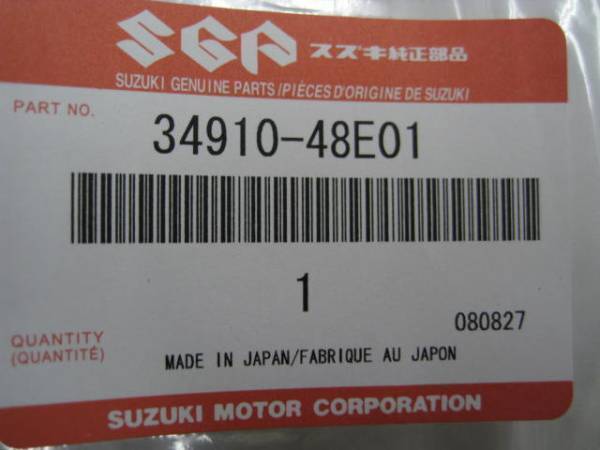 SGP スズキ純正部品
SUZUKI GENUINE PARTS/PIÈCES D'ORIGINE DE SUZUKI
PART NO.
34910-48E01
1
080827
QUANTITY
(QUANTITÉ)
MADE IN JAPAN/FABRIQUE AU JAPON
SUZUKI MOTOR CORPORATION